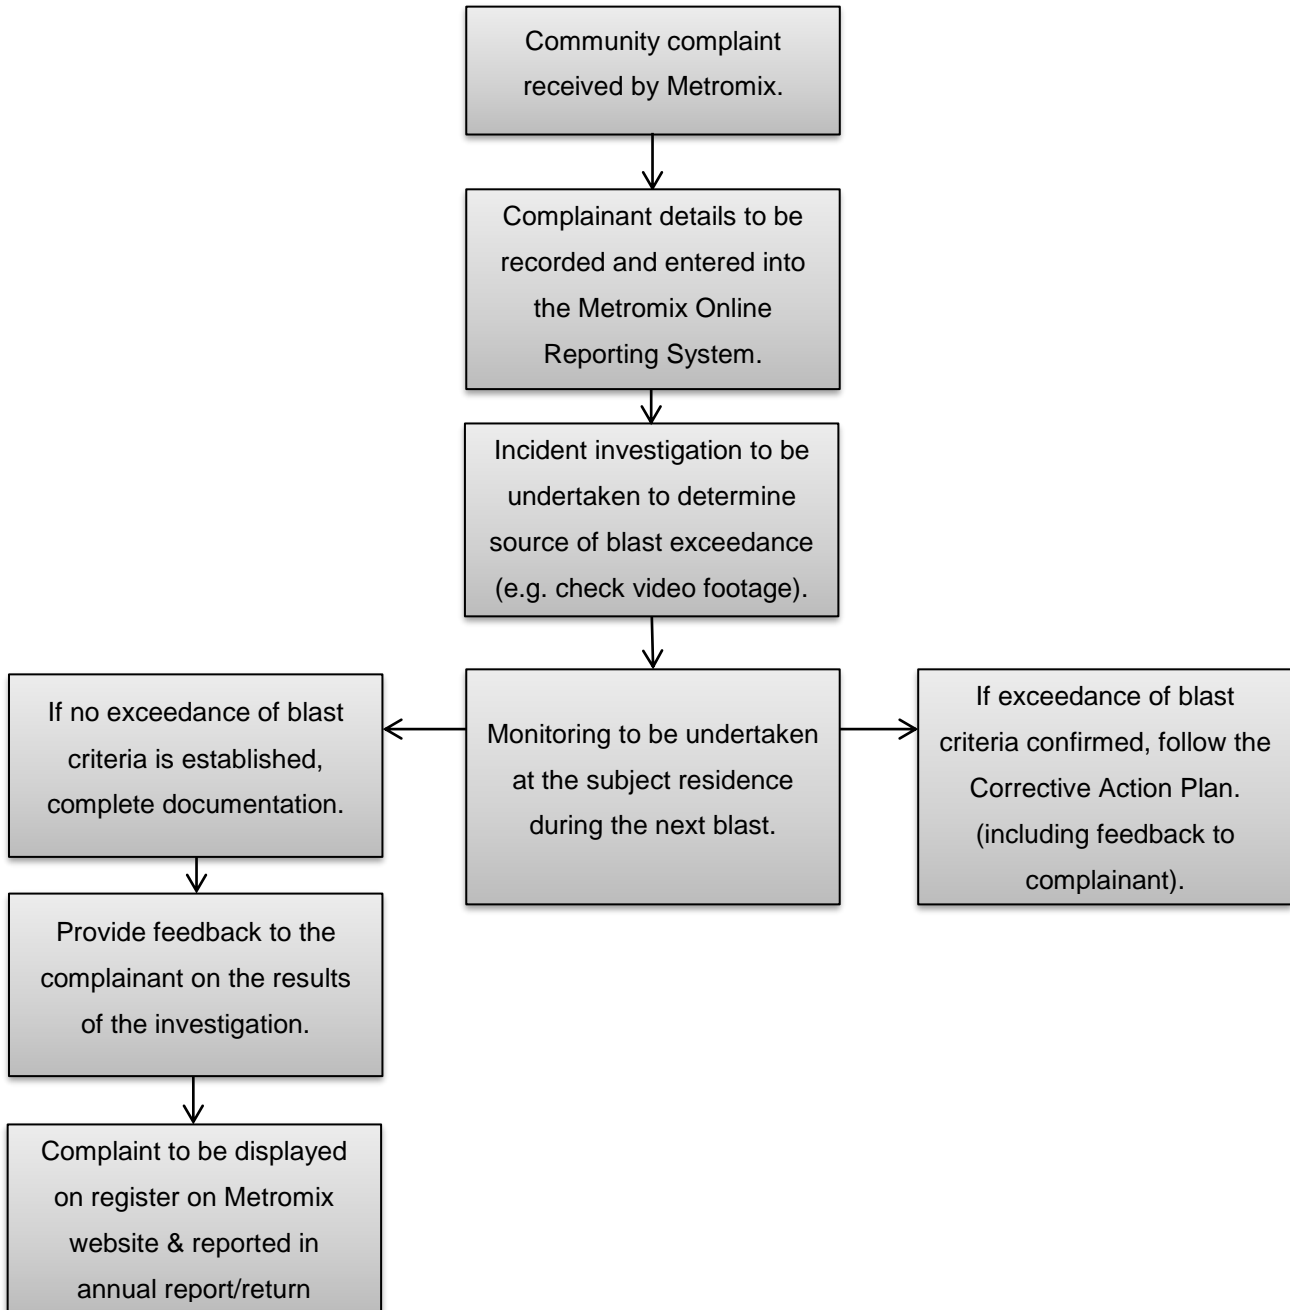 Community complaint
received by Metromix.
Complainant details to be
recorded and entered into
the Metromix Online
Reporting System.
Incident investigation to be
undertaken to determine
source of blast exceedance
(e.g. check video footage).
If no exceedance of blast
criteria is established,
complete documentation.
Monitoring to be undertaken
at the subject residence
during the next blast.
If exceedance of blast
criteria confirmed, follow the
Corrective Action Plan.
(including feedback to
complainant).
Provide feedback to the
complainant on the results
of the investigation.
Complaint to be displayed
on register on Metromix
website & reported in
annual report/return